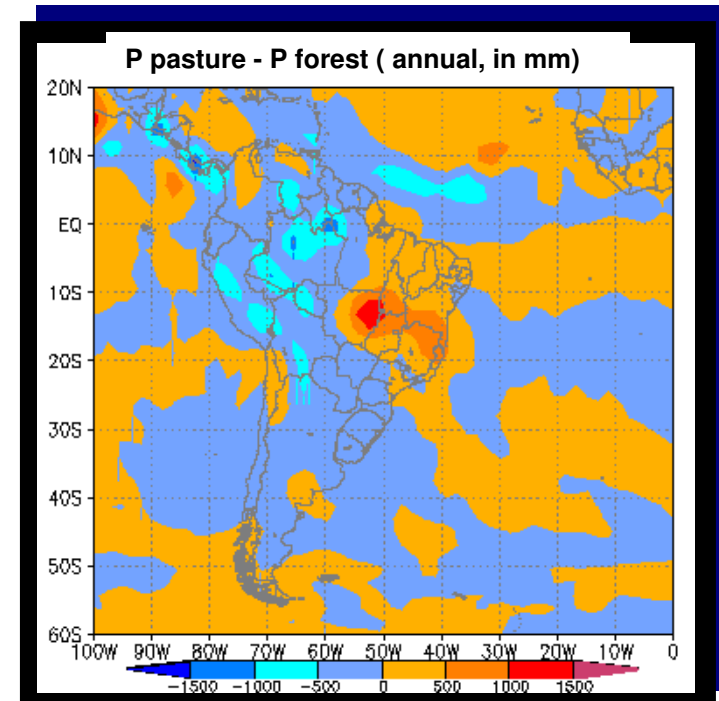 P pasture - P forest ( annual, in mm)
20N
10N
EQ
10S
20S
30S
40S
50S
60S
100W 90W 80W 70W 60W 50W 40W 30W 20W 10W 0
-1500 -1000 -500 0 500 1000 1500